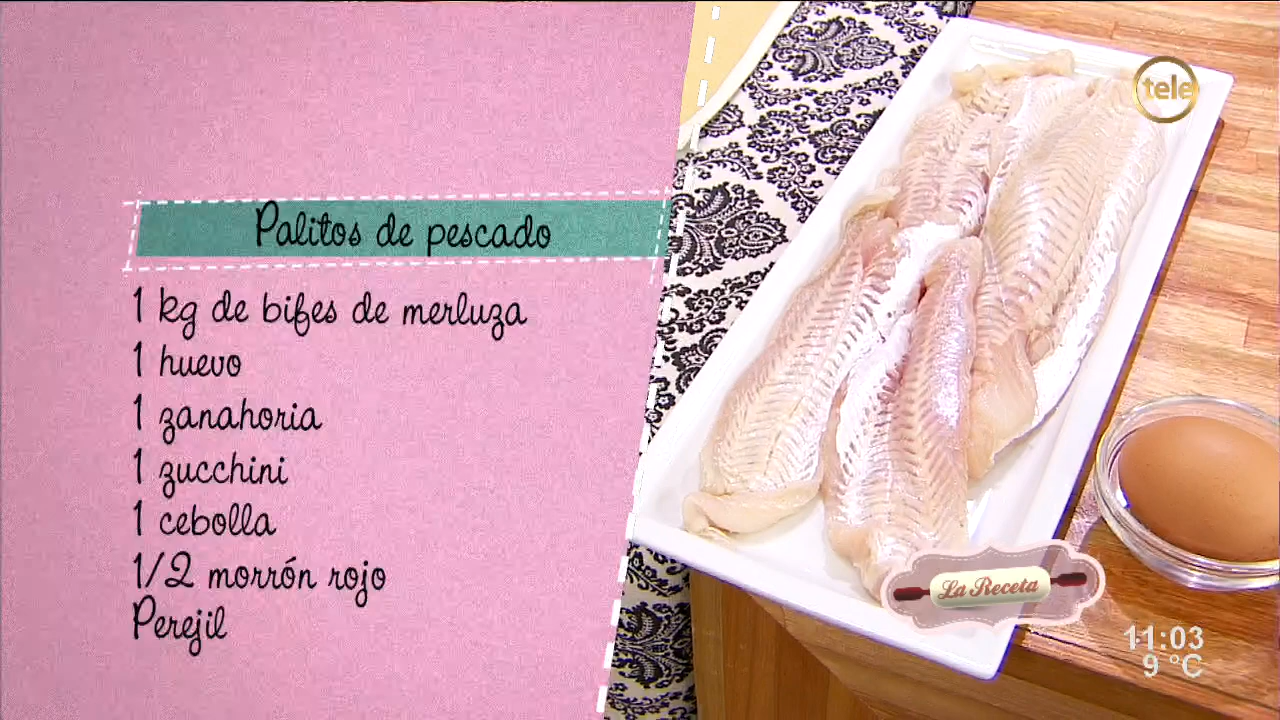 Palitos de pescado
1 kg de bifes de merluza
1 huevo
1 zanahoria
1 zucchini
1 cebolla
1/2 morrón rojo
Perejil
tele
La Receta
11:03
9 °C